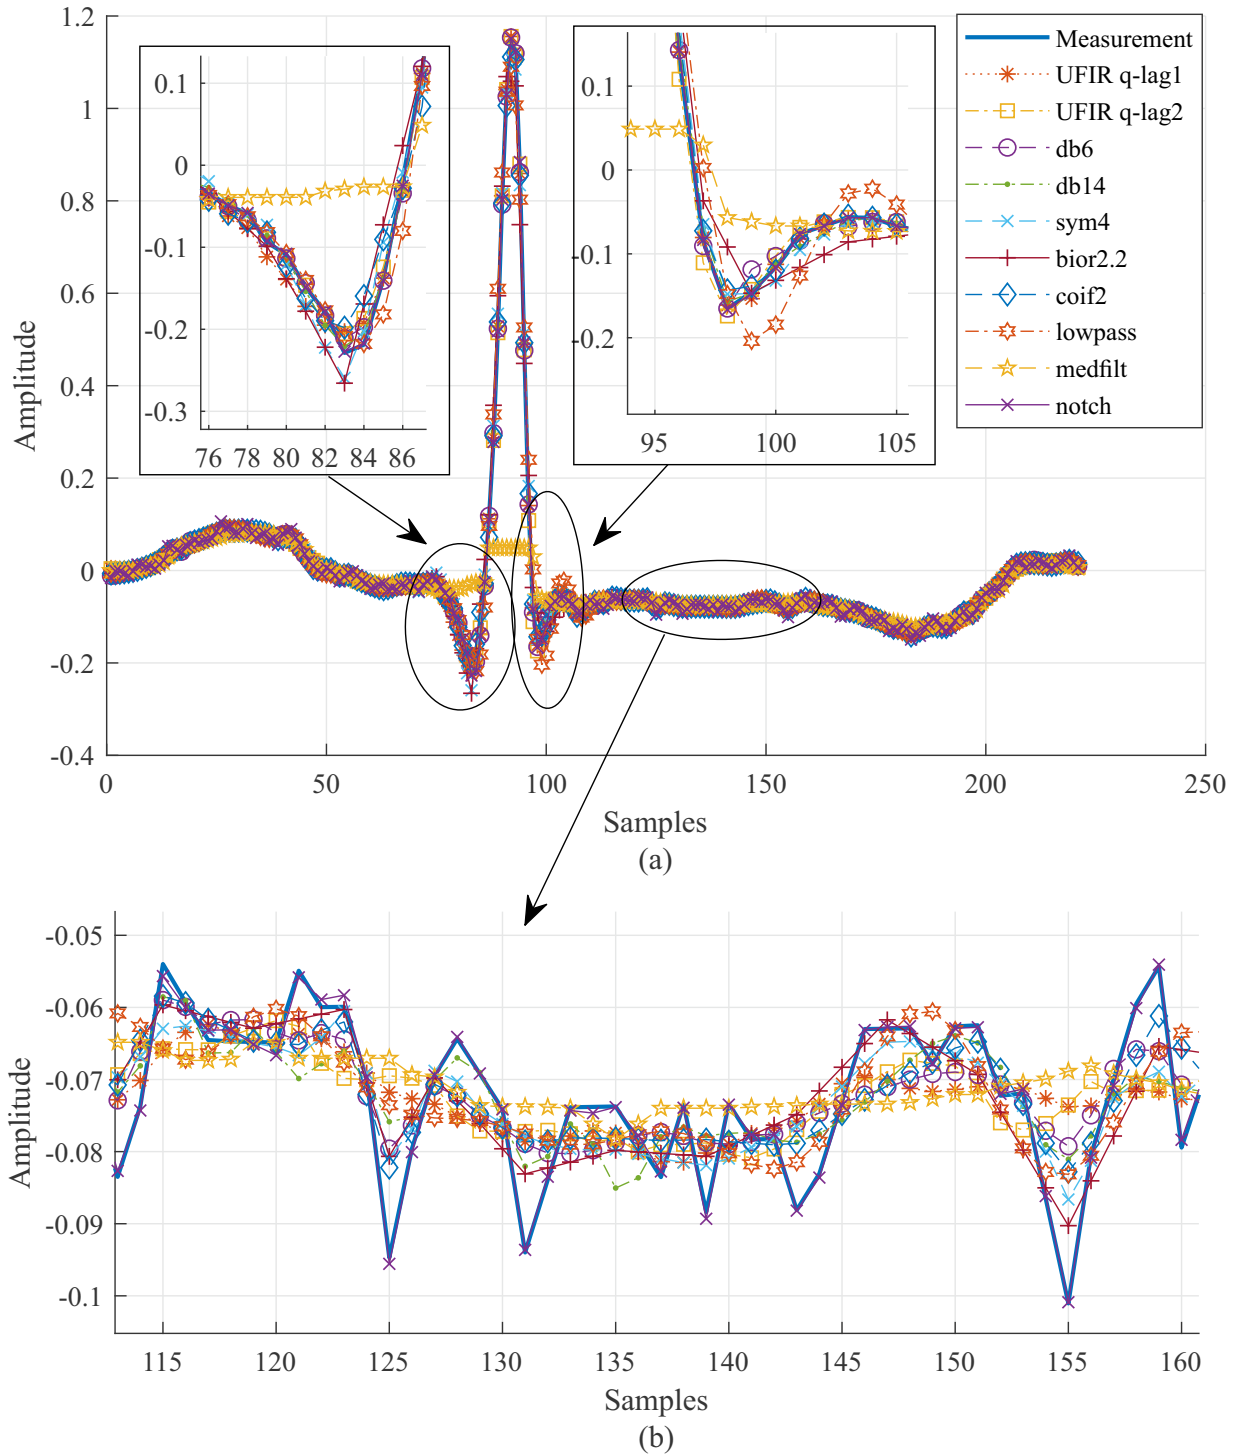 1.2
1
0.8
0.6
0.4
0.2
0
-0.2
-0.4
Amplitude
0 50 100 150 200 250
Samples
(a)
0.1
0
-0.1
-0.2
-0.3
76 78 80 82 84 86
0.1
0
-0.1
-0.2
95 100 105
Measurement
UFIR q-lag1
UFIR q-lag2
db6
db14
sym4
bior2.2
coif2
lowpass
medfilt
notch
-0.05
-0.06
-0.07
-0.08
-0.09
-0.1
Amplitude
115 120 125 130 135 140 145 150 155 160
Samples
(b)